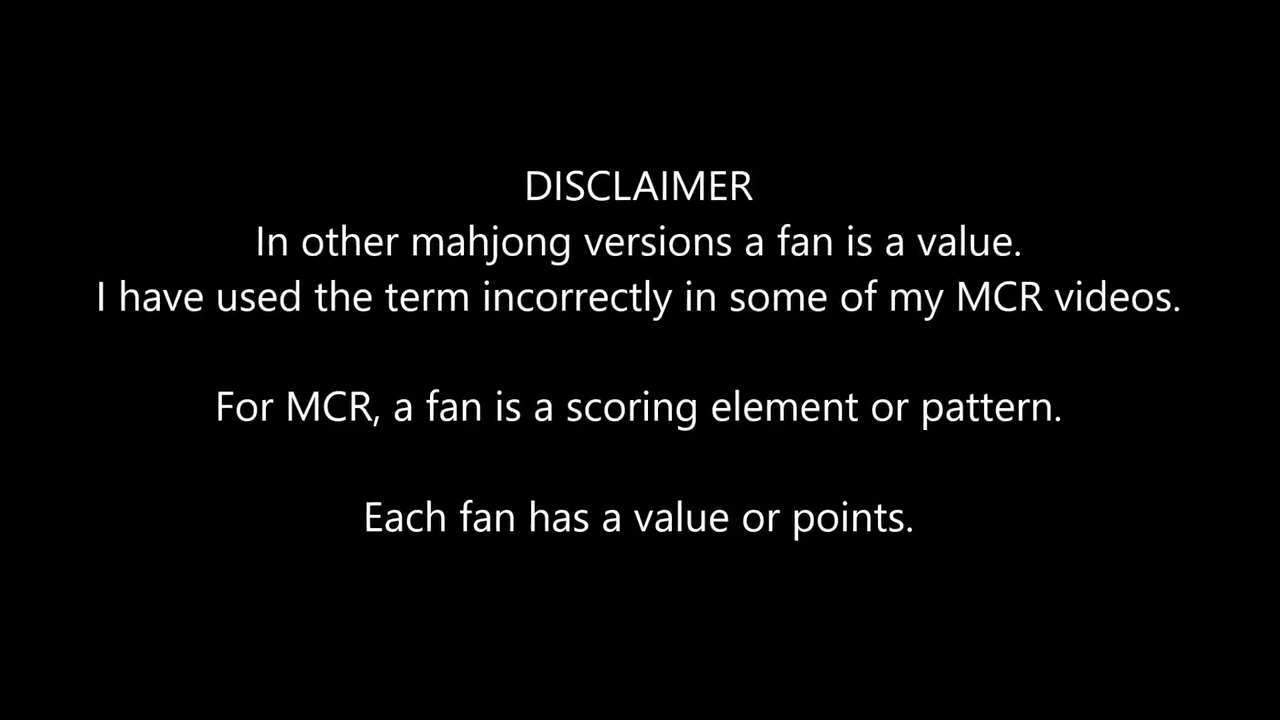 DISCLAIMER
In other mahjong versions a fan is a value.
I have used the term incorrectly in some of my MCR videos.
For MCR, a fan is a scoring element or pattern.
Each fan has a value or points.